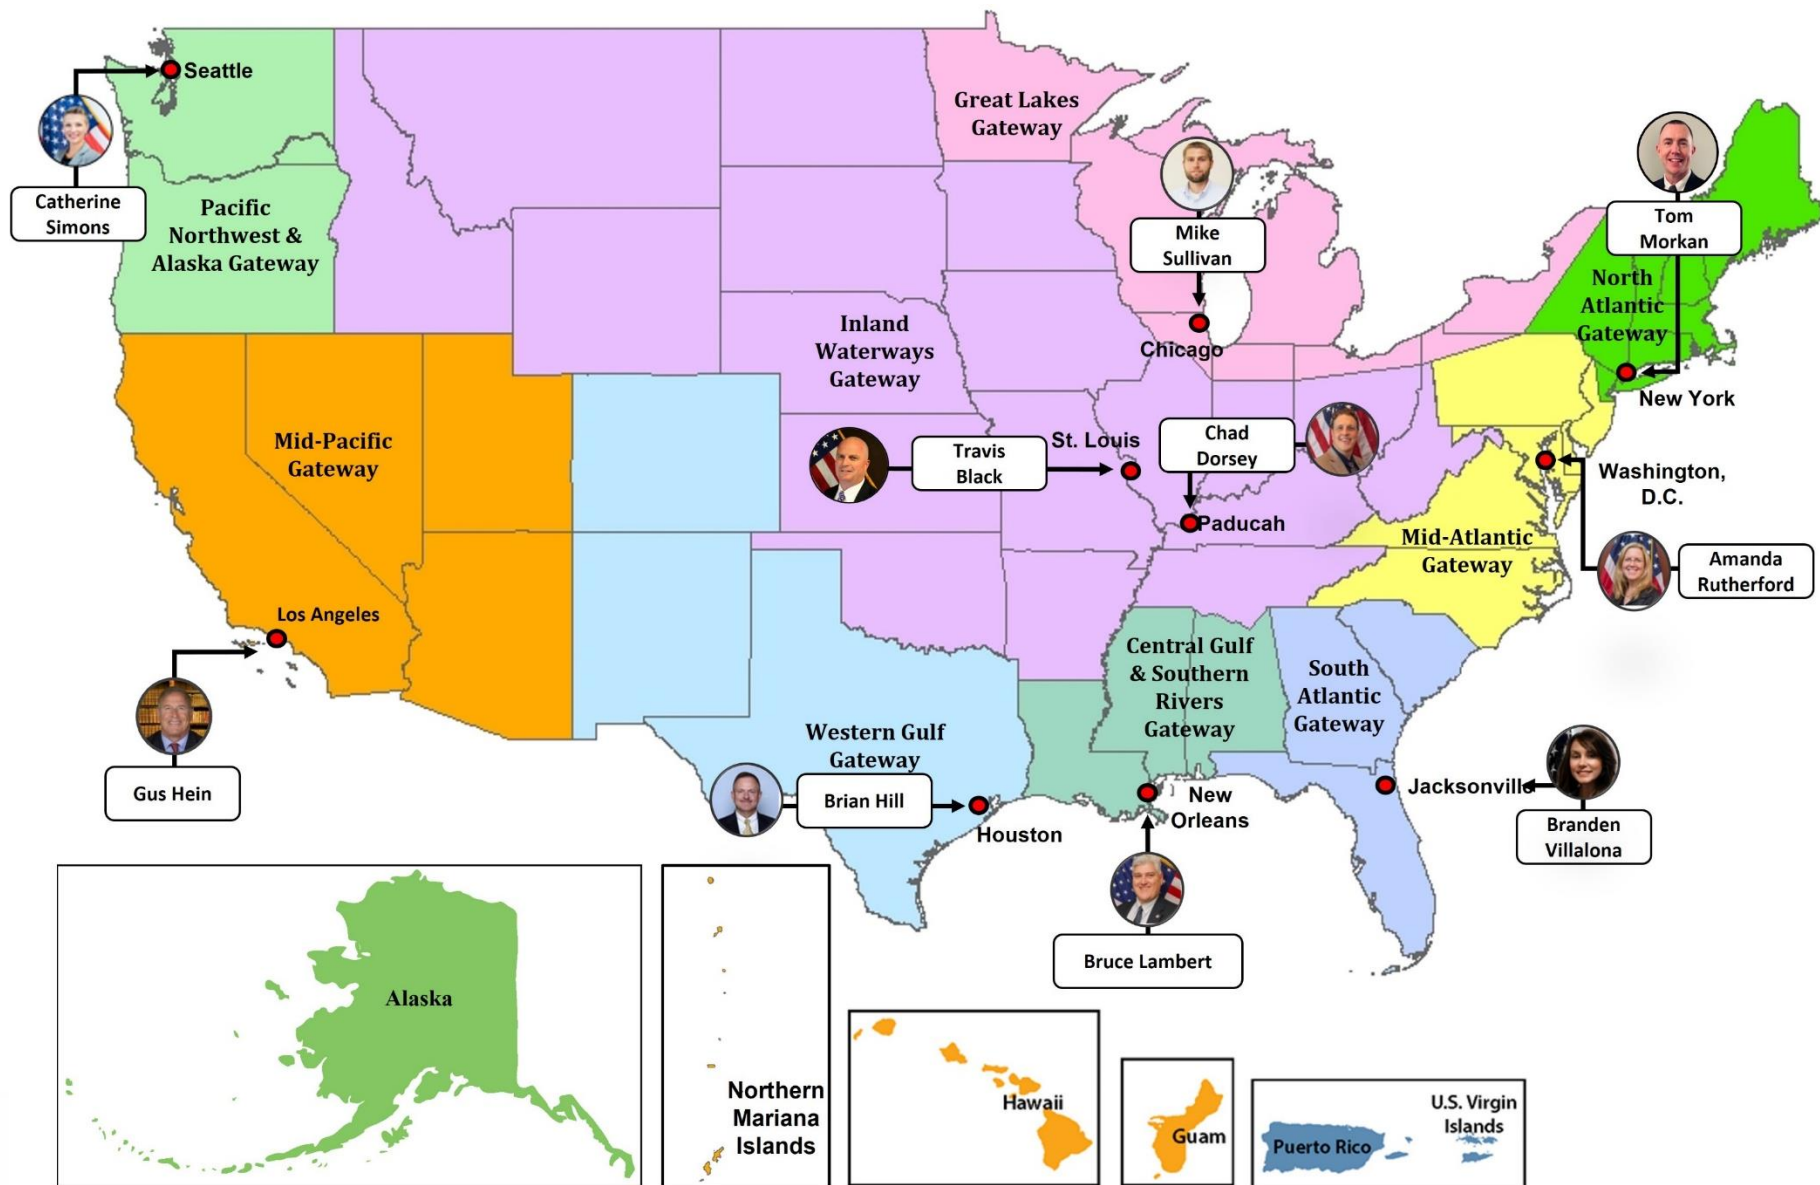 Seattle
Catherine
Simons
Pacific
Northwest &
Alaska Gateway
Great Lakes
Gateway
Mike
Sullivan
Chicago
Tom
Morkan
North
Atlantic
Gateway
New York
Inland
Waterways
Gateway
Mid-Pacific
Gateway
Travis
Black
St. Louis
Chad
Dorsey
Paducah
Washington,
D.C.
Mid-Atlantic
Gateway
Amanda
Rutherford
Los Angeles
Gus Hein
Central Gulf
& Southern
Rivers
Gateway
South
Atlantic
Gateway
Western Gulf
Gateway
Brian Hill
Houston
New
Orleans
Bruce Lambert
Jacksonville
Branden
Villalona
Alaska
Northern
Mariana
Islands
Hawaii
Guam
Puerto Rico
U.S. Virgin
Islands